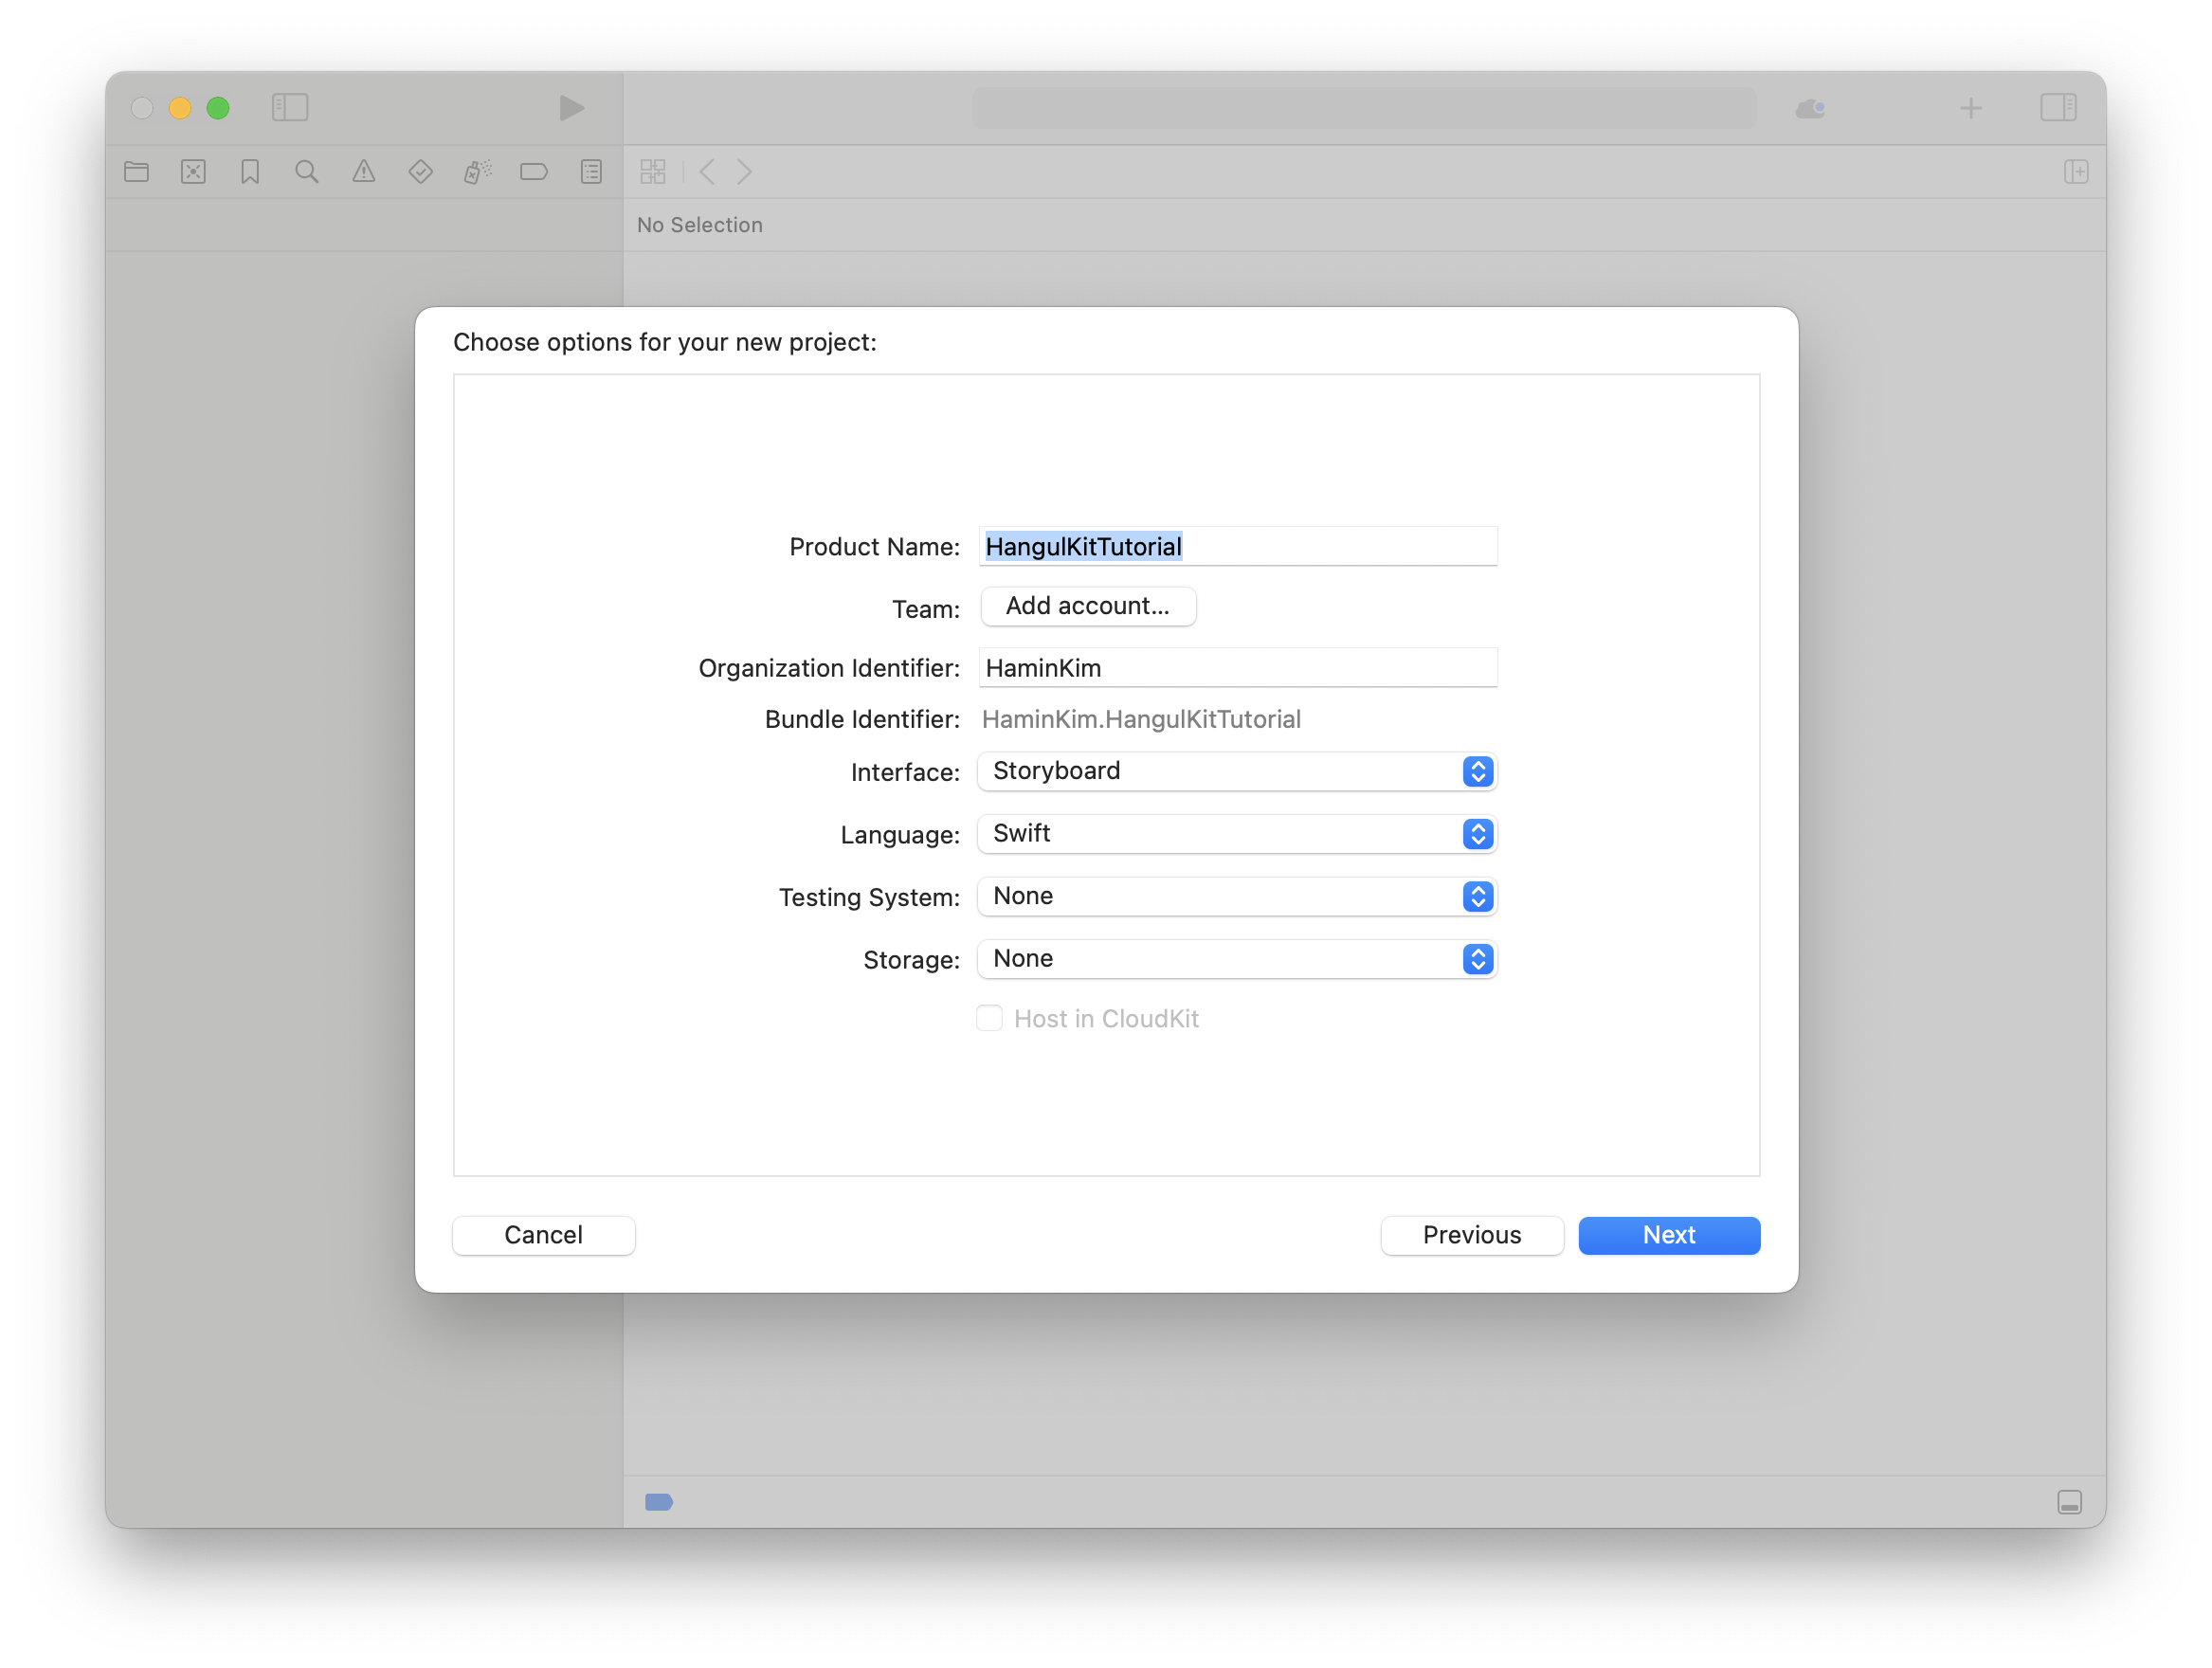 No Selection
Choose options for your new project:
Product Name: HangulKitTutorial
Team: Add account...
Organization Identifier: HaminKim
Bundle Identifier: HaminKim.HangulKitTutorial
Interface: Storyboard
Language: Swift
Testing System: None
Storage: None
Host in CloudKit
Cancel Previous Next